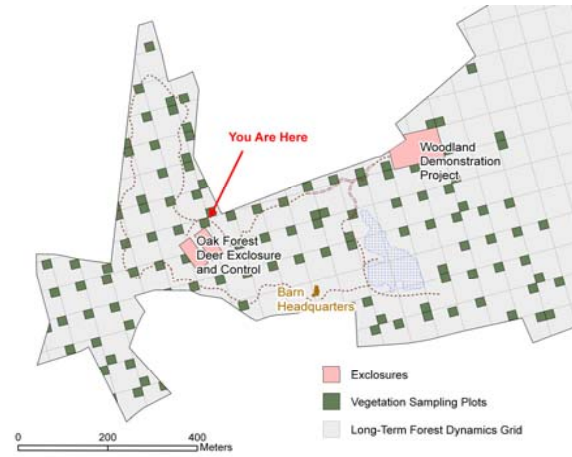 You Are Here
Woodland
Demonstration
Project
Oak Forest
Deer Exclosure
and Control
Barn
Headquarters
Exclosures
Vegetation Sampling Plots
Long-Term Forest Dynamics Grid
0 200 400
Meters